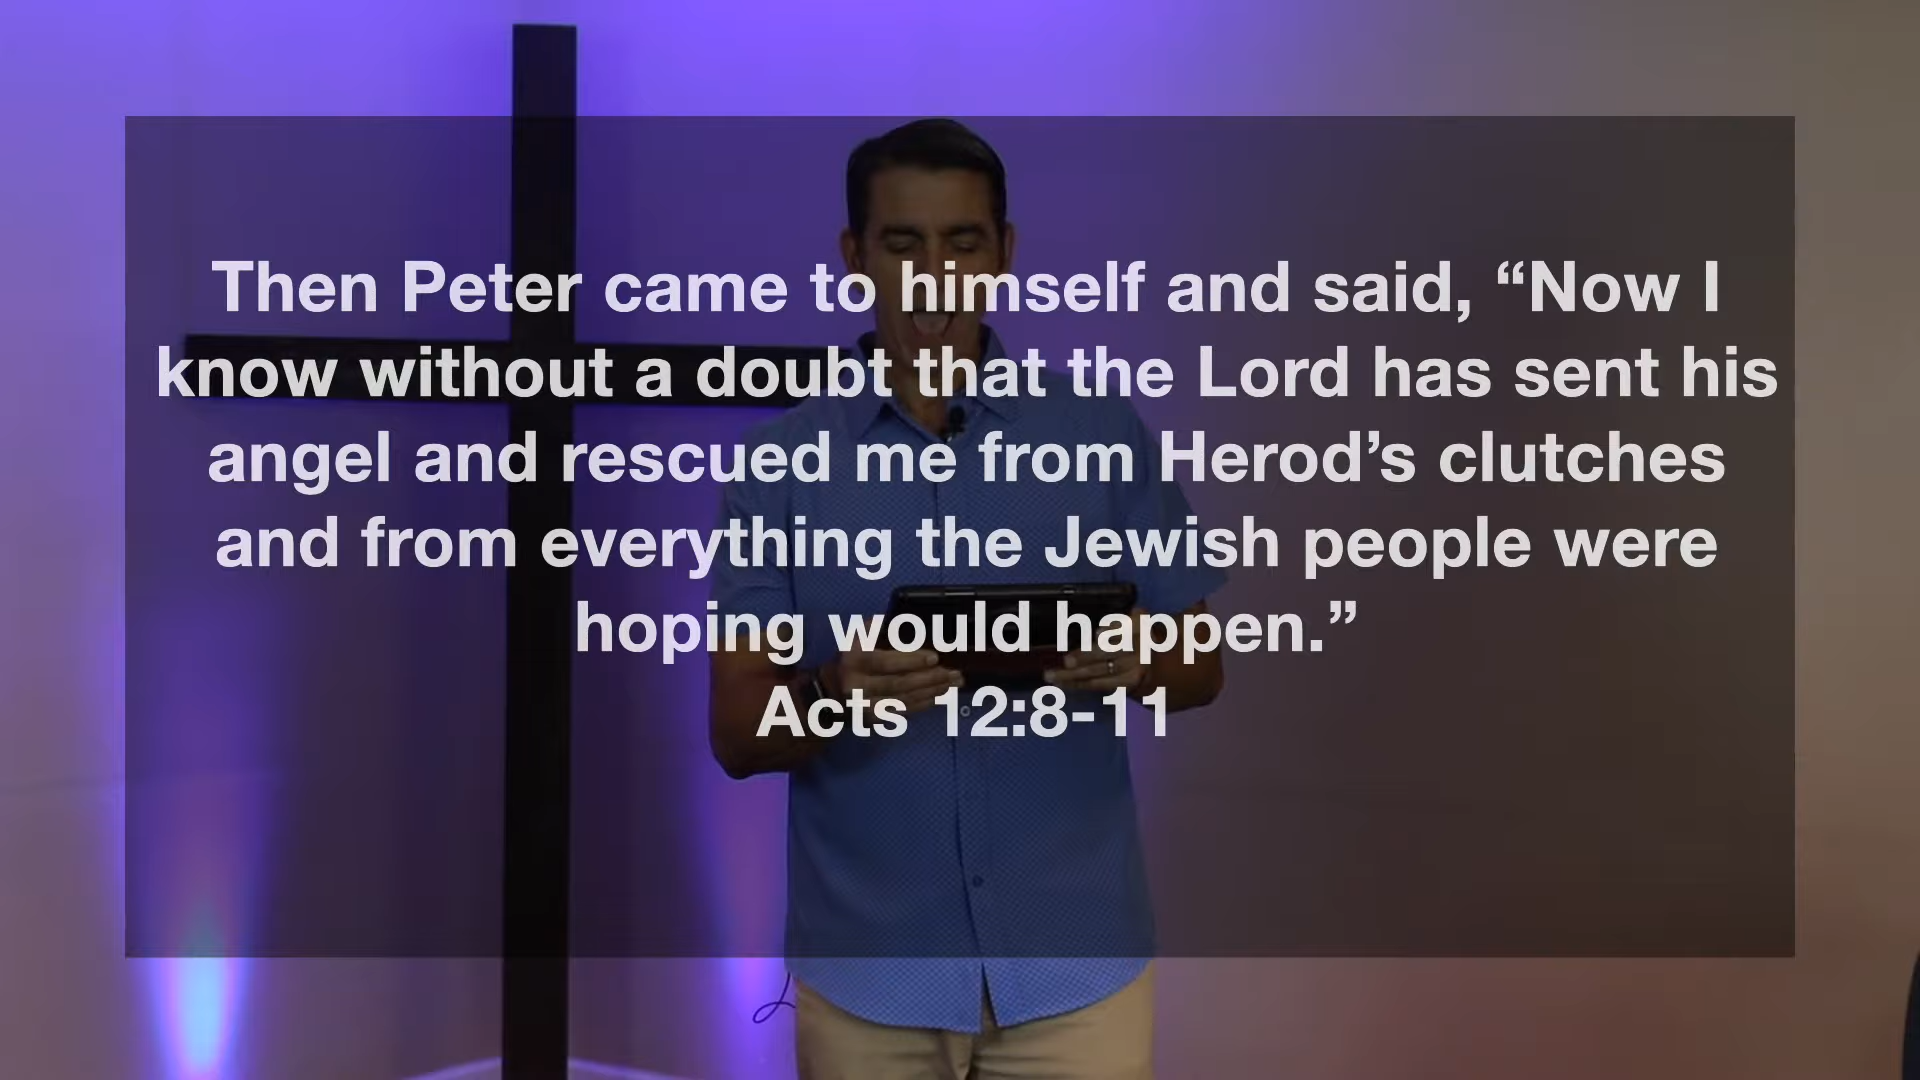 Then Peter came to himself and said, “Now I
know without a doubt that the Lord has sent his
angel and rescued me from Herod’s clutches
and from everything the Jewish people were
hoping would happen.”
Acts 12:8-11